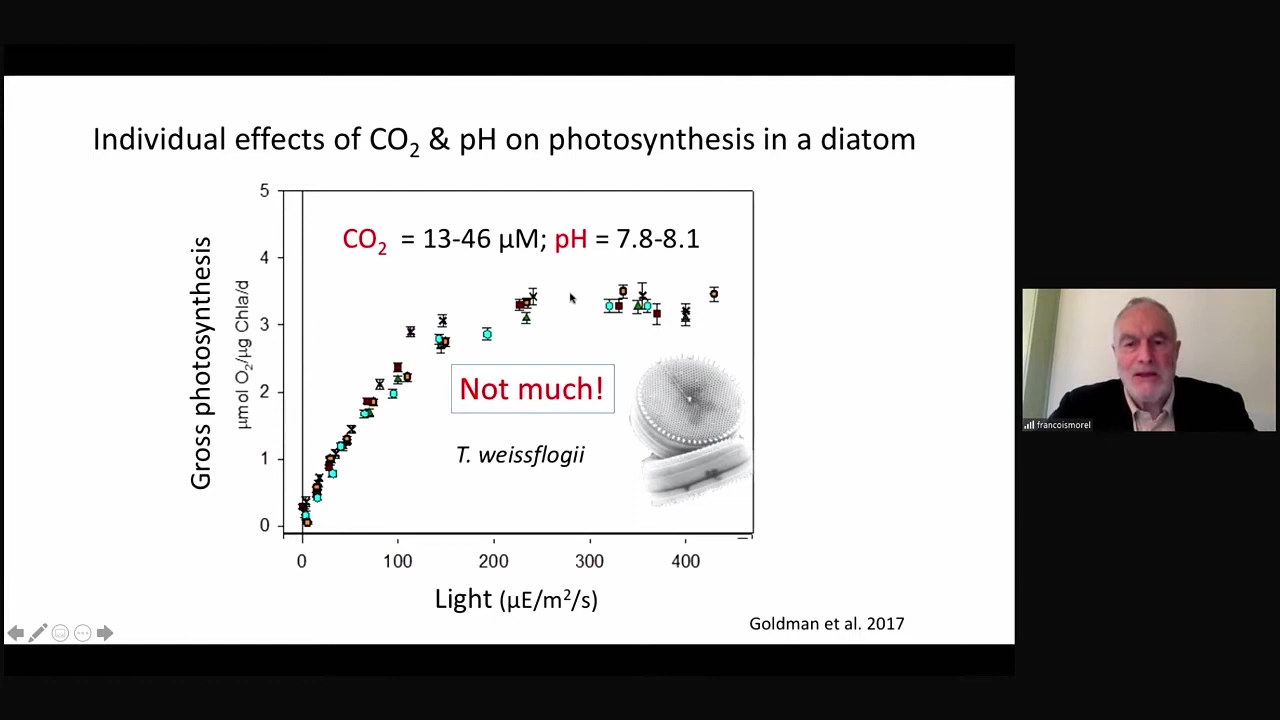 Individual effects of CO₂ & pH on photosynthesis in a diatom
5
4
3
2
1
0
Gross photosynthesis
µmol O₂/µg Chla/d
CO₂ = 13-46 µM; pH = 7.8-8.1
Not much!
T. weissflogii
0 100 200 300 400
Light (µE/m²/s)
Goldman et al. 2017
francoismorel